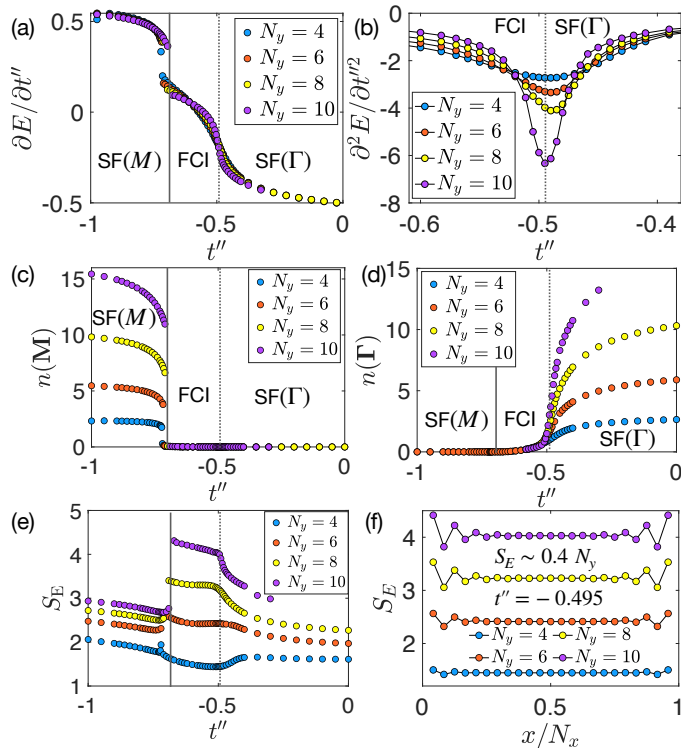 (a)
0.5
0
-0.5
∂E/∂t″
N_y = 4
N_y = 6
N_y = 8
N_y = 10
SF(M)
FCI
SF(Γ)
-1
-0.5
0
t″
(b)
0
-2
-4
-6
-8
∂²E/∂t″²
FCI
SF(Γ)
N_y = 4
N_y = 6
N_y = 8
N_y = 10
-0.6
-0.5
-0.4
t″
(c)
15
10
5
0
n(M)
N_y = 4
N_y = 6
N_y = 8
N_y = 10
SF(M)
FCI
SF(Γ)
-1
-0.5
0
t″
(d)
15
10
5
0
n(Γ)
N_y = 4
N_y = 6
N_y = 8
N_y = 10
SF(M)
FCI
SF(Γ)
-1
-0.5
0
t″
(e)
5
4
3
2
1
S_E
N_y = 4
N_y = 6
N_y = 8
N_y = 10
-1
-0.5
0
t″
(f)
4
3
2
1
S_E
S_E ∼ 0.4 N_y
t″ = − 0.495
N_y = 4 N_y = 8
N_y = 6 N_y = 10
0
0.5
1
x/N_x